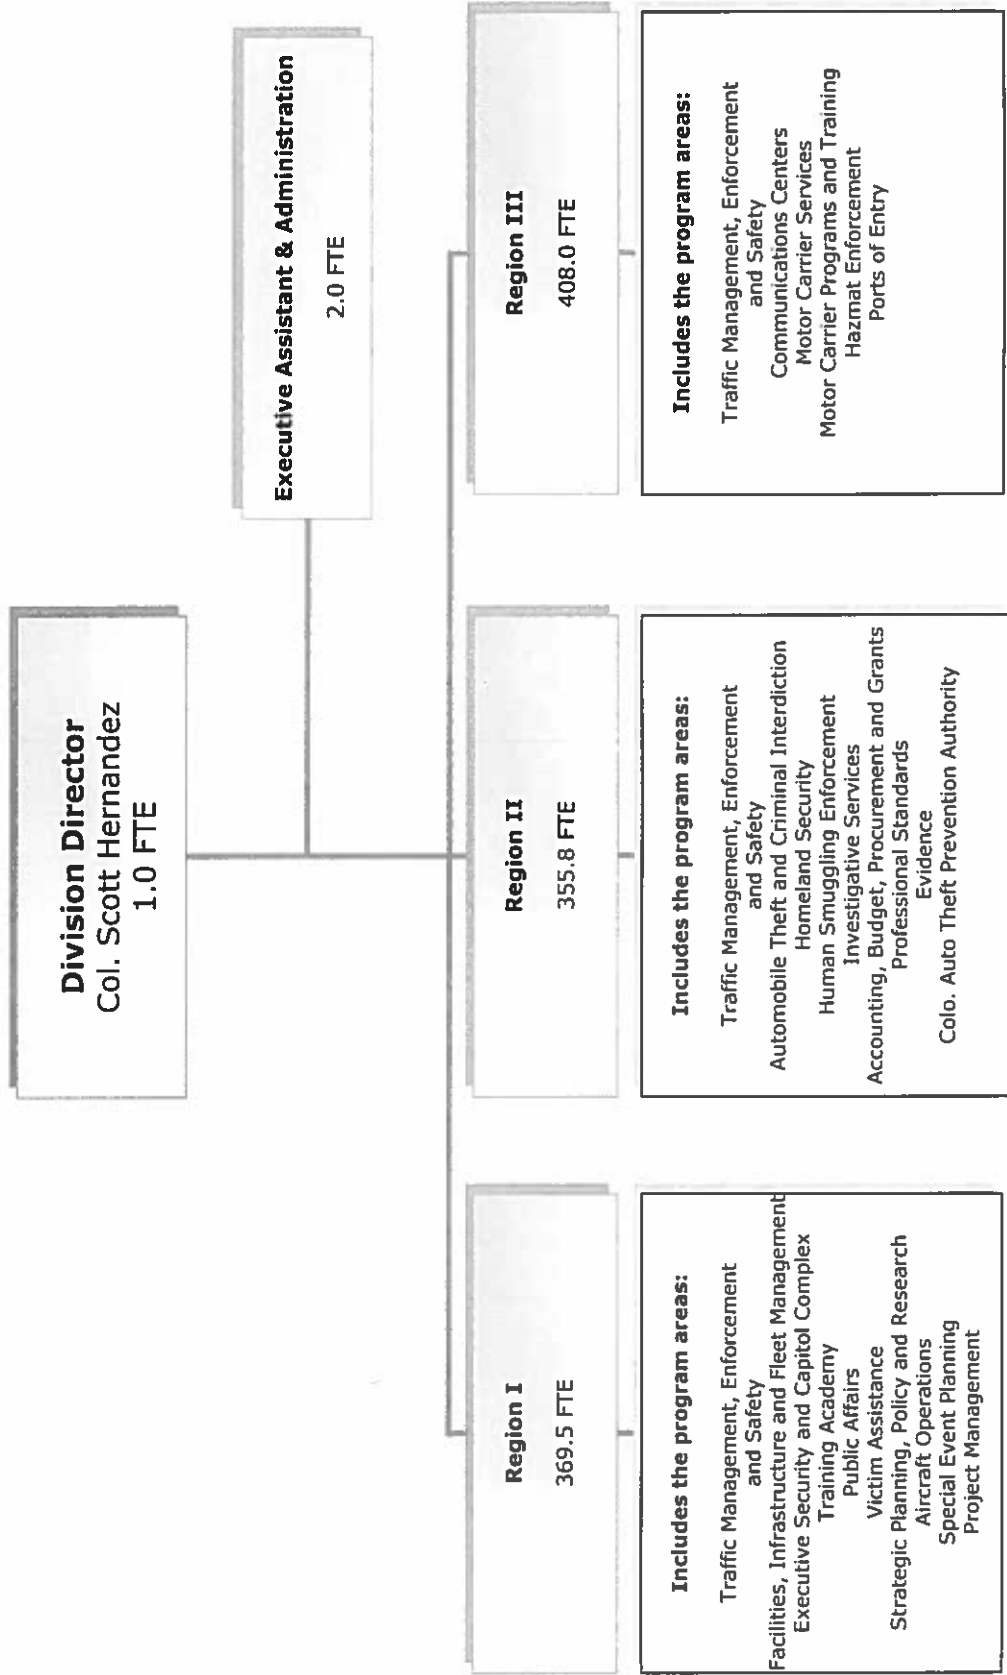 Division Director
Col. Scott Hernandez
1.0 FTE
Executive Assistant & Administration
2.0 FTE
Region I
369.5 FTE
Region II
355.8 FTE
Region III
408.0 FTE
Includes the program areas:
Traffic Management, Enforcement
and Safety
Facilities, Infrastructure and Fleet Management
Executive Security and Capitol Complex
Training Academy
Public Affairs
Victim Assistance
Strategic Planning, Policy and Research
Aircraft Operations
Special Event Planning
Project Management
Includes the program areas:
Traffic Management, Enforcement
and Safety
Automobile Theft and Criminal Interdiction
Homeland Security
Human Smuggling Enforcement
Investigative Services
Accounting, Budget, Procurement and Grants
Professional Standards
Evidence
Colo. Auto Theft Prevention Authority
Includes the program areas:
Traffic Management, Enforcement
and Safety
Communications Centers
Motor Carrier Services
Motor Carrier Programs and Training
Hazmat Enforcement
Ports of Entry